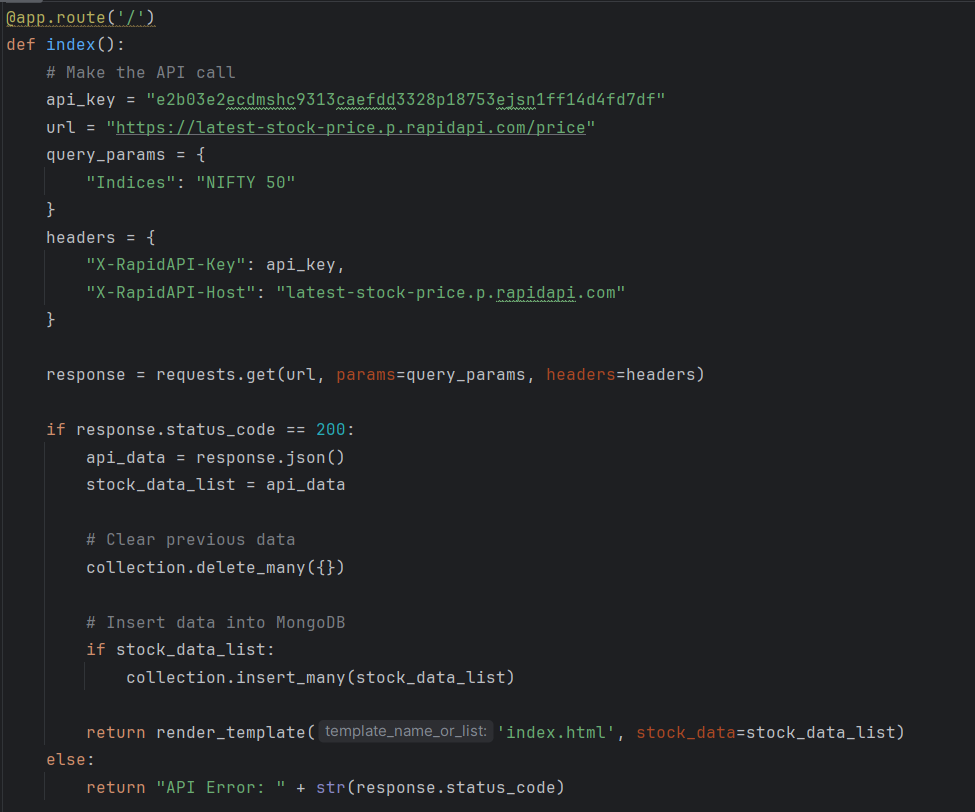 @app.route('/')
def index():
    # Make the API call
    api_key = "e2b03e2ecdmshc9313caefdd3328p18753ejsn1ff14d4fd7df"
    url = "https://latest-stock-price.p.rapidapi.com/price"
    query_params = {
        "Indices": "NIFTY 50"
    }
    headers = {
        "X-RapidAPI-Key": api_key,
        "X-RapidAPI-Host": "latest-stock-price.p.rapidapi.com"
    }

    response = requests.get(url, params=query_params, headers=headers)

    if response.status_code == 200:
        api_data = response.json()
        stock_data_list = api_data

        # Clear previous data
        collection.delete_many({})

        # Insert data into MongoDB
        if stock_data_list:
            collection.insert_many(stock_data_list)

        return render_template( template_name_or_list: 'index.html', stock_data=stock_data_list)
    else:
        return "API Error: " + str(response.status_code)